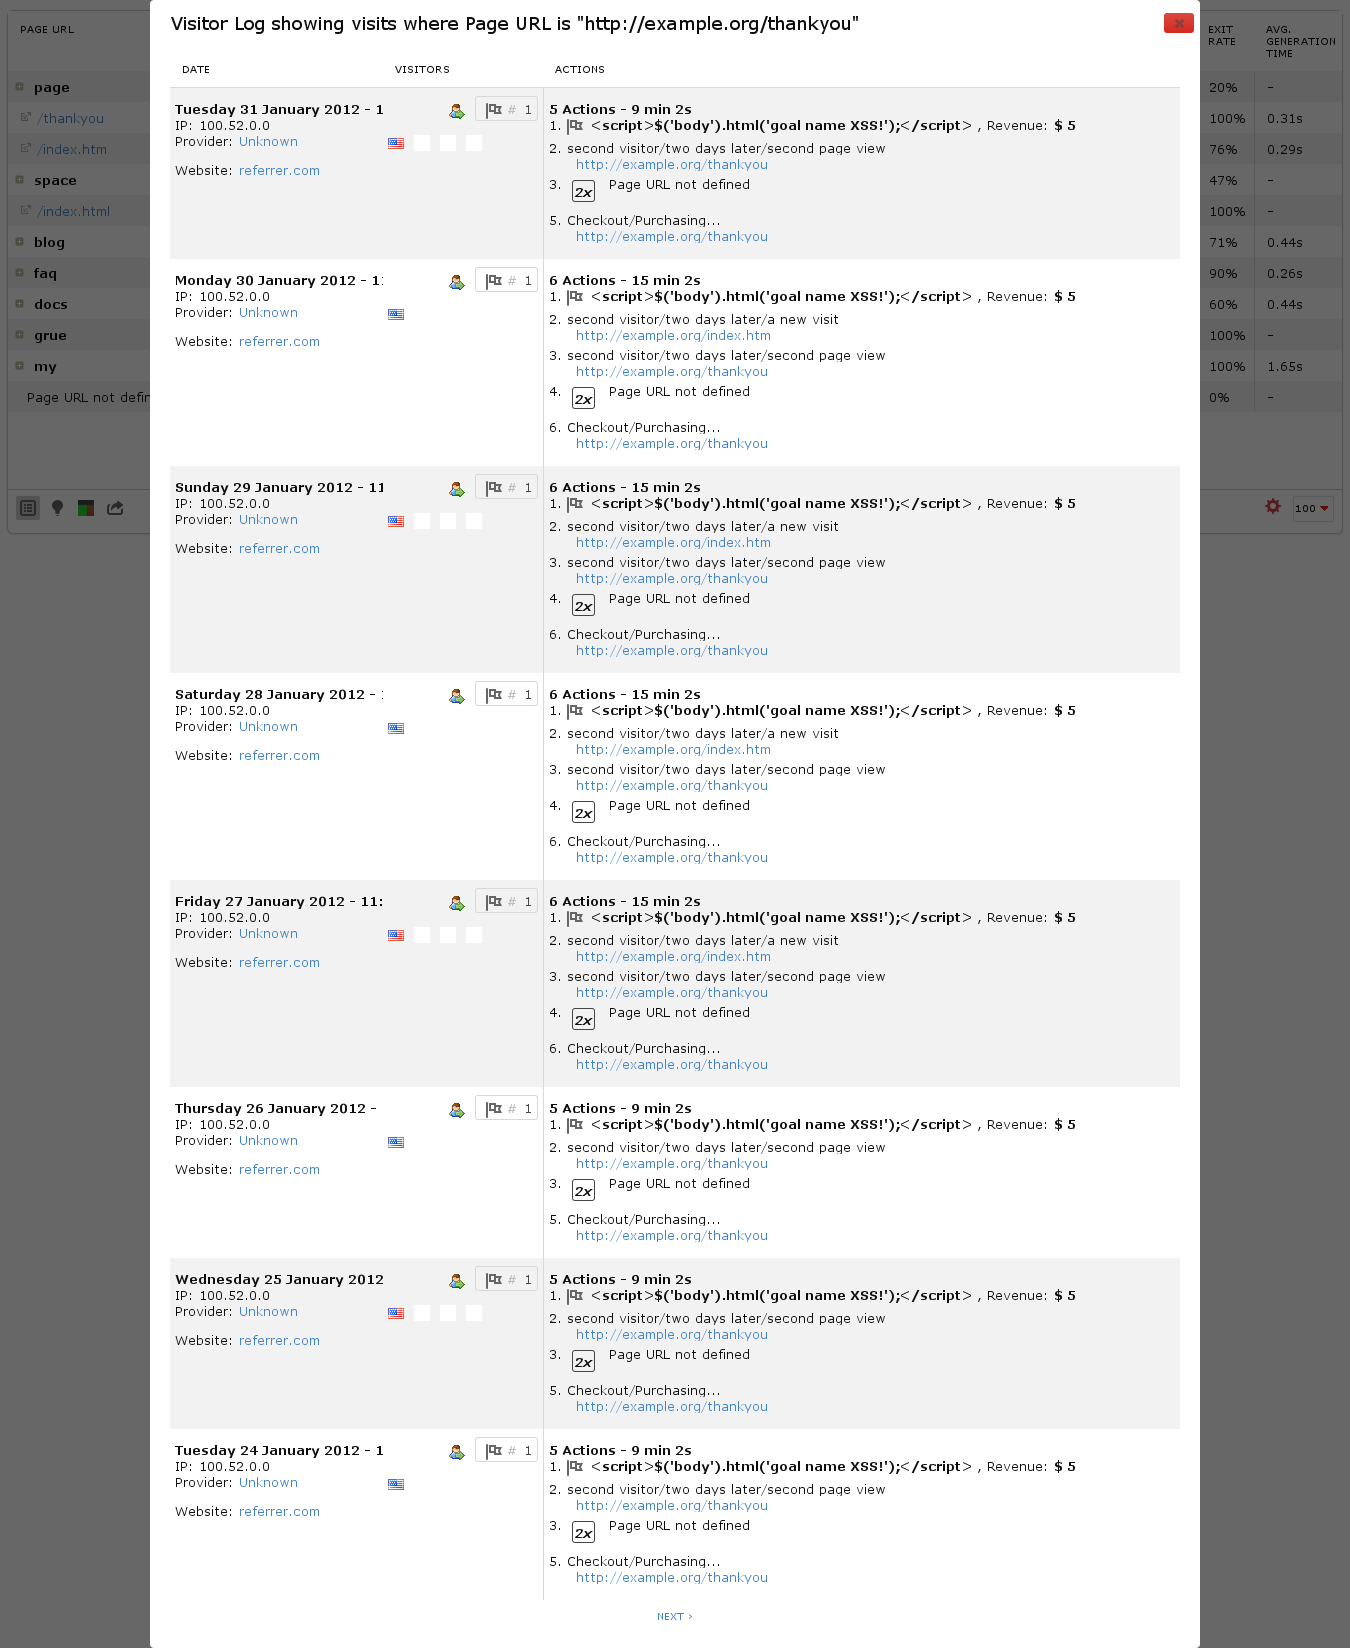 Visitor Log showing visits where Page URL is "http://example.org/thankyou"
PAGE URL
EXIT RATE
AVG. GENERATION TIME
page
20% -
/thankyou
100% 0.31s
/index.htm
76% 0.29s
space
47% -
/index.html
100% -
blog
71% 0.44s
faq
90% 0.26s
docs
60% 0.44s
grue
100% -
my
100% 1.65s
Page URL not defin
0% -
100
DATE VISITORS ACTIONS
Tuesday 31 January 2012 - 1
IP: 100.52.0.0
Provider: Unknown
Website: referrer.com
# 1
5 Actions - 9 min 2s
1. <script>$('body').html('goal name XSS!');</script> , Revenue: $ 5
2. second visitor/two days later/second page view
http://example.org/thankyou
3. 2x Page URL not defined
5. Checkout/Purchasing...
http://example.org/thankyou
Monday 30 January 2012 - 1
IP: 100.52.0.0
Provider: Unknown
Website: referrer.com
# 1
6 Actions - 15 min 2s
1. <script>$('body').html('goal name XSS!');</script> , Revenue: $ 5
2. second visitor/two days later/a new visit
http://example.org/index.htm
3. second visitor/two days later/second page view
http://example.org/thankyou
4. 2x Page URL not defined
6. Checkout/Purchasing...
http://example.org/thankyou
Sunday 29 January 2012 - 11
IP: 100.52.0.0
Provider: Unknown
Website: referrer.com
# 1
6 Actions - 15 min 2s
1. <script>$('body').html('goal name XSS!');</script> , Revenue: $ 5
2. second visitor/two days later/a new visit
http://example.org/index.htm
3. second visitor/two days later/second page view
http://example.org/thankyou
4. 2x Page URL not defined
6. Checkout/Purchasing...
http://example.org/thankyou
Saturday 28 January 2012 -
IP: 100.52.0.0
Provider: Unknown
Website: referrer.com
# 1
6 Actions - 15 min 2s
1. <script>$('body').html('goal name XSS!');</script> , Revenue: $ 5
2. second visitor/two days later/a new visit
http://example.org/index.htm
3. second visitor/two days later/second page view
http://example.org/thankyou
4. 2x Page URL not defined
6. Checkout/Purchasing...
http://example.org/thankyou
Friday 27 January 2012 - 11:
IP: 100.52.0.0
Provider: Unknown
Website: referrer.com
# 1
6 Actions - 15 min 2s
1. <script>$('body').html('goal name XSS!');</script> , Revenue: $ 5
2. second visitor/two days later/a new visit
http://example.org/index.htm
3. second visitor/two days later/second page view
http://example.org/thankyou
4. 2x Page URL not defined
6. Checkout/Purchasing...
http://example.org/thankyou
Thursday 26 January 2012 -
IP: 100.52.0.0
Provider: Unknown
Website: referrer.com
# 1
5 Actions - 9 min 2s
1. <script>$('body').html('goal name XSS!');</script> , Revenue: $ 5
2. second visitor/two days later/second page view
http://example.org/thankyou
3. 2x Page URL not defined
5. Checkout/Purchasing...
http://example.org/thankyou
Wednesday 25 January 2012
IP: 100.52.0.0
Provider: Unknown
Website: referrer.com
# 1
5 Actions - 9 min 2s
1. <script>$('body').html('goal name XSS!');</script> , Revenue: $ 5
2. second visitor/two days later/second page view
http://example.org/thankyou
3. 2x Page URL not defined
5. Checkout/Purchasing...
http://example.org/thankyou
Tuesday 24 January 2012 - 1
IP: 100.52.0.0
Provider: Unknown
Website: referrer.com
# 1
5 Actions - 9 min 2s
1. <script>$('body').html('goal name XSS!');</script> , Revenue: $ 5
2. second visitor/two days later/second page view
http://example.org/thankyou
3. 2x Page URL not defined
5. Checkout/Purchasing...
http://example.org/thankyou
NEXT ›